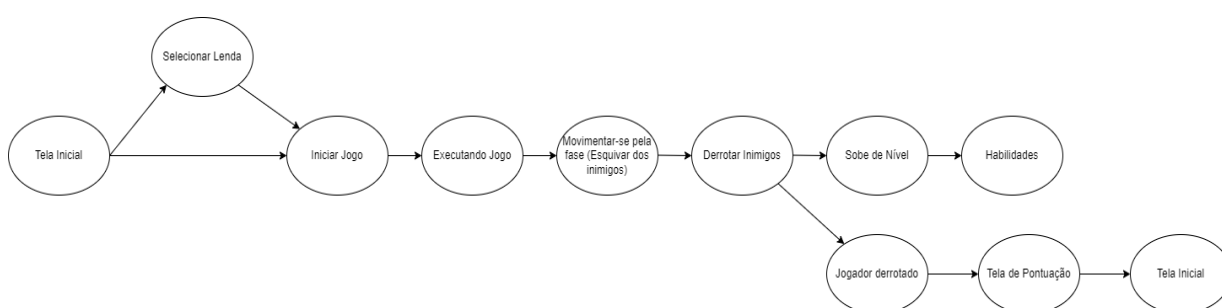 Selecionar Lenda
Tela Inicial
Iniciar Jogo
Executando Jogo
Movimentar-se pela
fase (Esquivar dos
inimigos)
Derrotar Inimigos
Sobe de Nível
Habilidades
Jogador derrotado
Tela de Pontuação
Tela Inicial